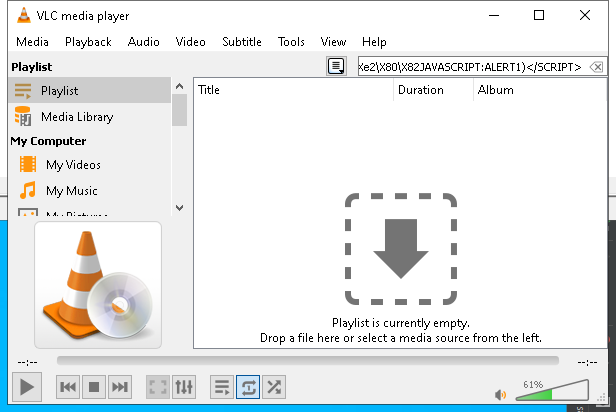 VLC media player
Media Playback Audio Video Subtitle Tools View Help
Playlist
Xe2\X80\X82JAVASCRIPT:ALERT1)</SCRIPT>
Playlist
Media Library
My Computer
My Videos
My Music
My Pictures
Title Duration Album
Playlist is currently empty.
Drop a file here or select a media source from the left.
--:--
--:--
61%